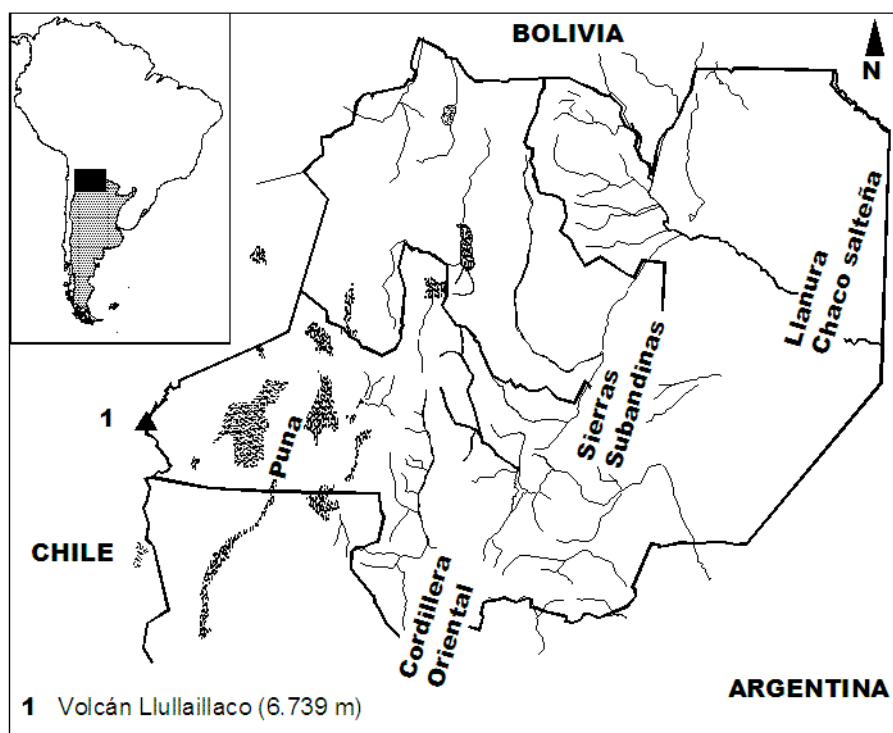 BOLIVIA
N
Llanura
Chaco salteña
1
Puna
Sierras
Subandinas
CHILE
Cordillera
Oriental
ARGENTINA
1 Volcán Llullaillaco (6.739 m)